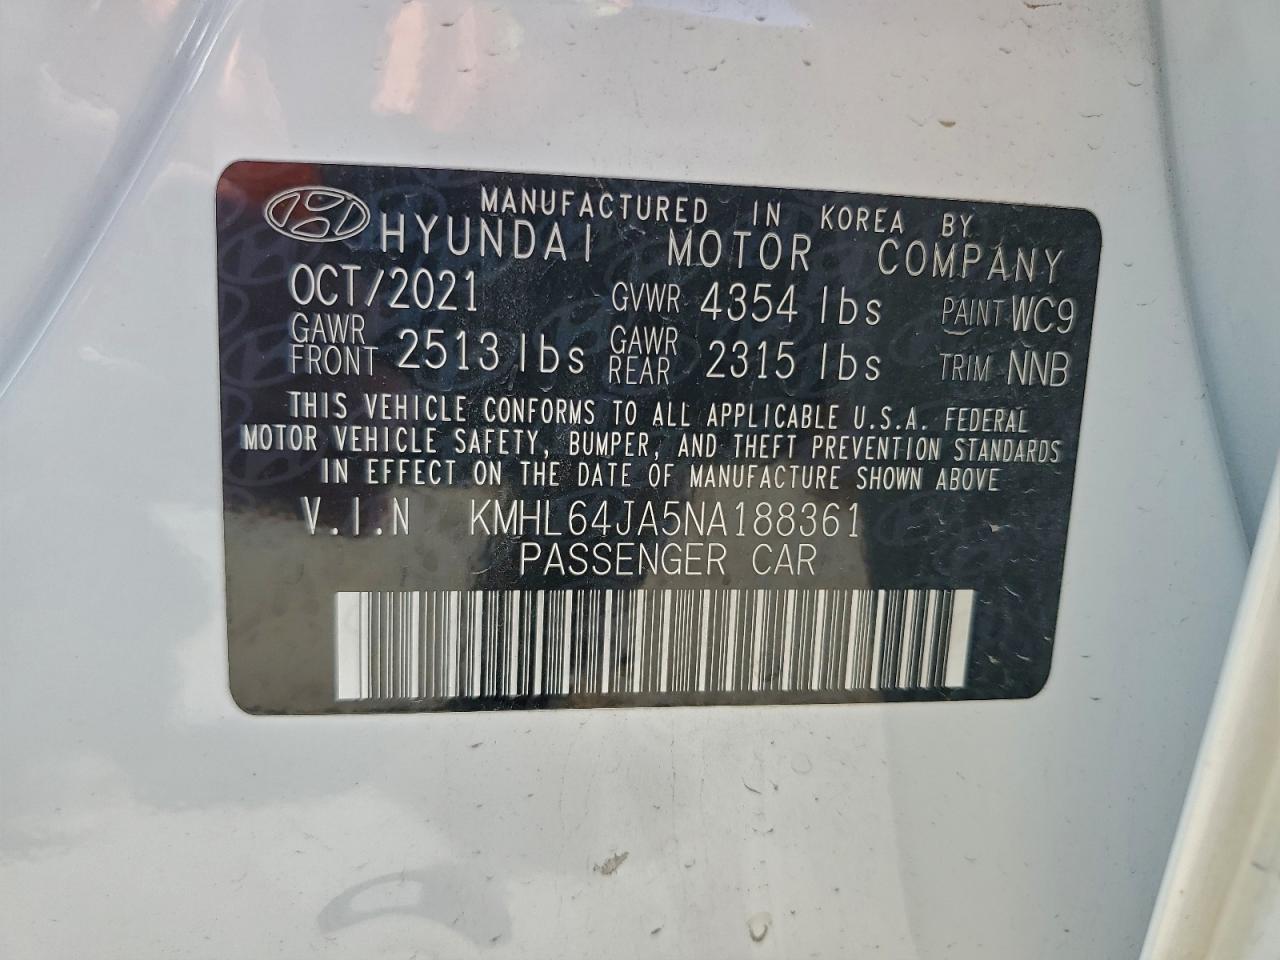 MANUFACTURED IN KOREA BY
HYUNDAI MOTOR COMPANY
OCT/2021 GVWR 4354 lbs PAINT WC9
GAWR FRONT 2513 lbs GAWR REAR 2315 lbs TRIM NNB
THIS VEHICLE CONFORMS TO ALL APPLICABLE U.S.A. FEDERAL
MOTOR VEHICLE SAFETY, BUMPER, AND THEFT PREVENTION STANDARDS
IN EFFECT ON THE DATE OF MANUFACTURE SHOWN ABOVE
V.I.N KMHL64JA5NA188361
PASSENGER CAR